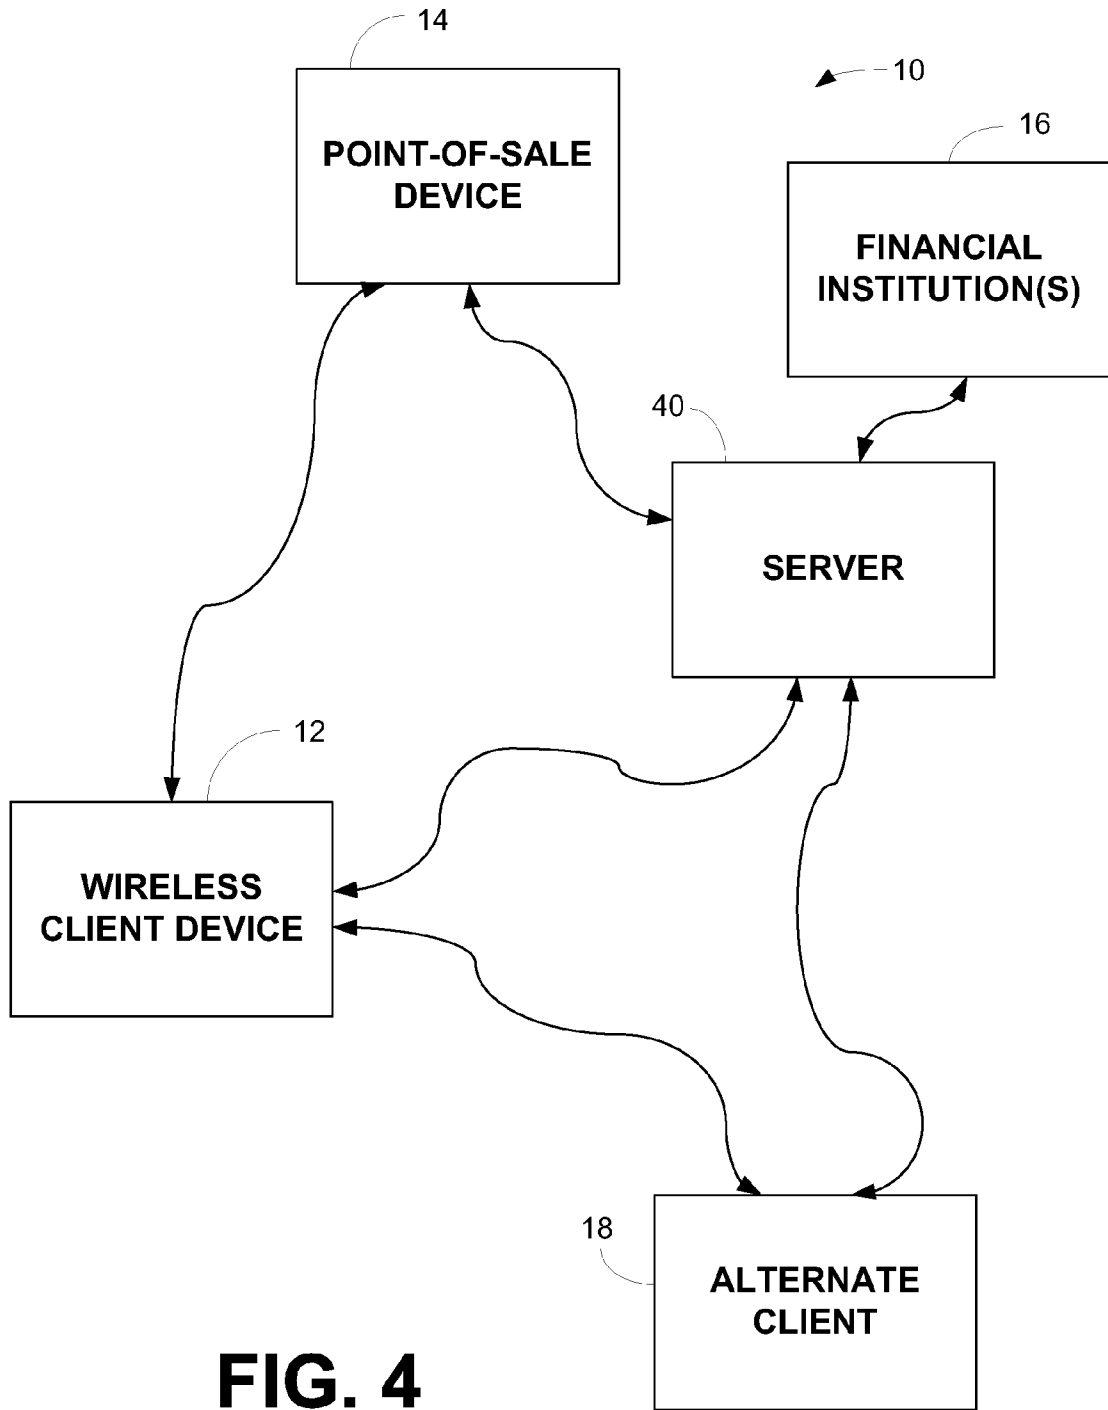 14
10
POINT-OF-SALE
DEVICE
16
FINANCIAL
INSTITUTION(S)
40
SERVER
12
WIRELESS
CLIENT DEVICE
18
ALTERNATE
CLIENT
FIG. 4